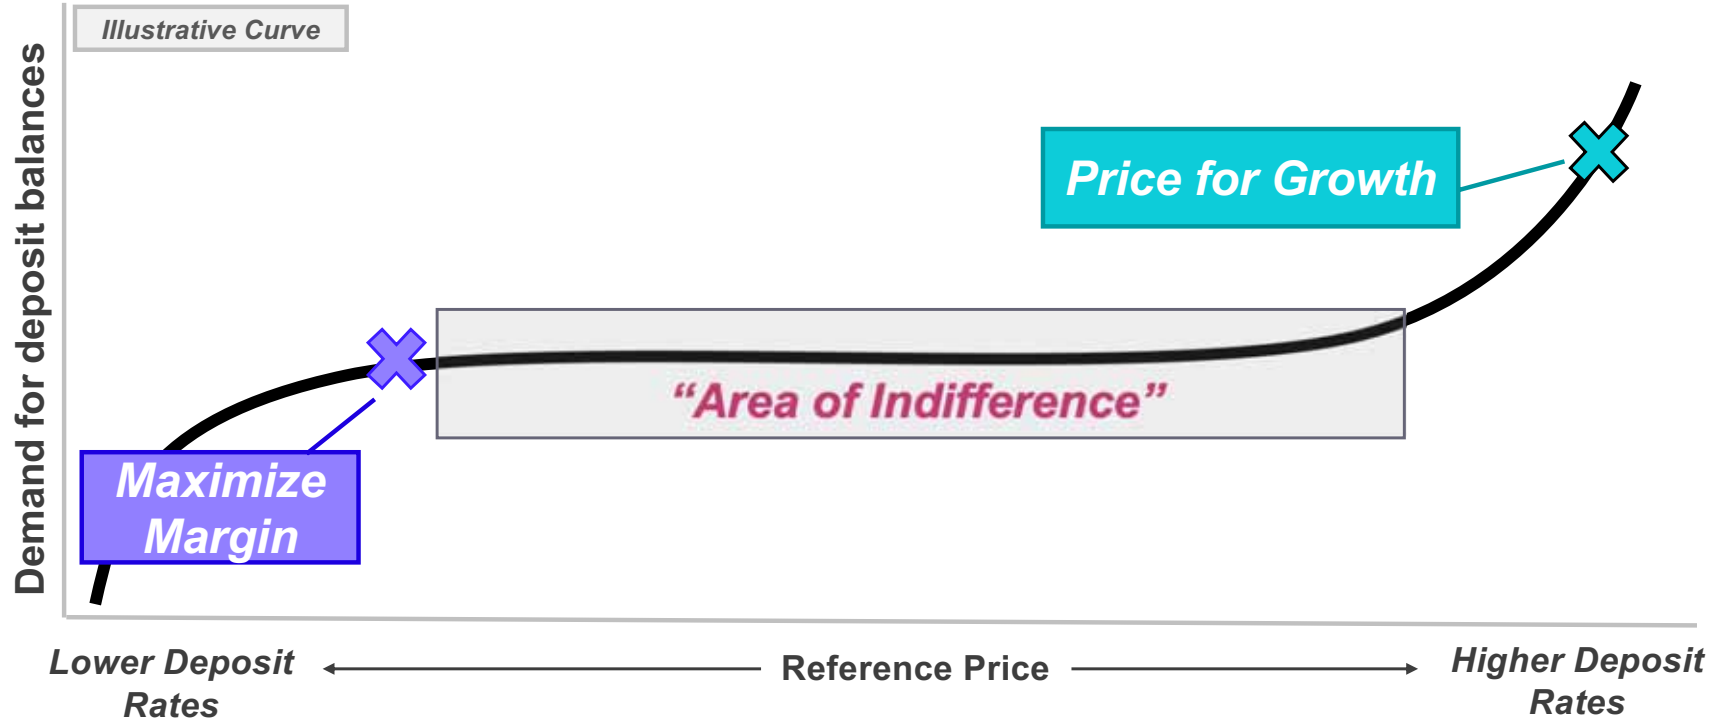 Illustrative Curve
Demand for deposit balances
Price for Growth
“Area of Indifference”
Maximize
Margin
Lower Deposit
Rates
Reference Price
Higher Deposit
Rates